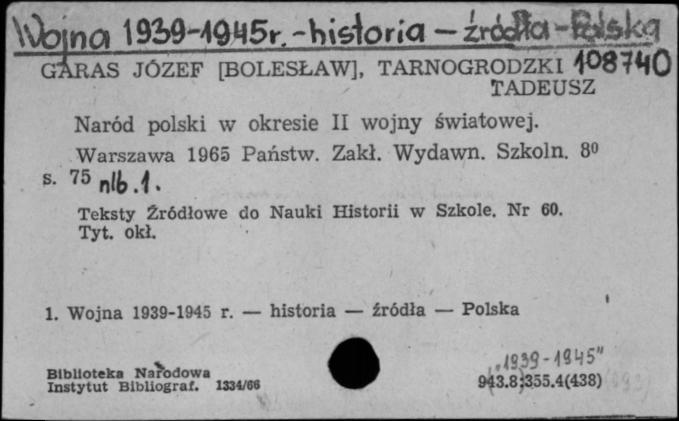 Wojna 1939-1945r. - historia - źródła - Polska
GARAS JÓZEF [BOLESŁAW], TARNOGRODZKI 108740
TADEUSZ
Naród polski w okresie II wojny światowej.
Warszawa 1965 Państw. Zakł. Wydawn. Szkoln. 8⁰
s. 75 nlb. 1.
Teksty Źródłowe do Nauki Historii w Szkole. Nr 60.
Tyt. okł.
1. Wojna 1939-1945 r. — historia — źródła — Polska
"1939-1945"
Biblioteka Narodowa
Instytut Bibliograf. 1334/66
943.8:355.4(438)